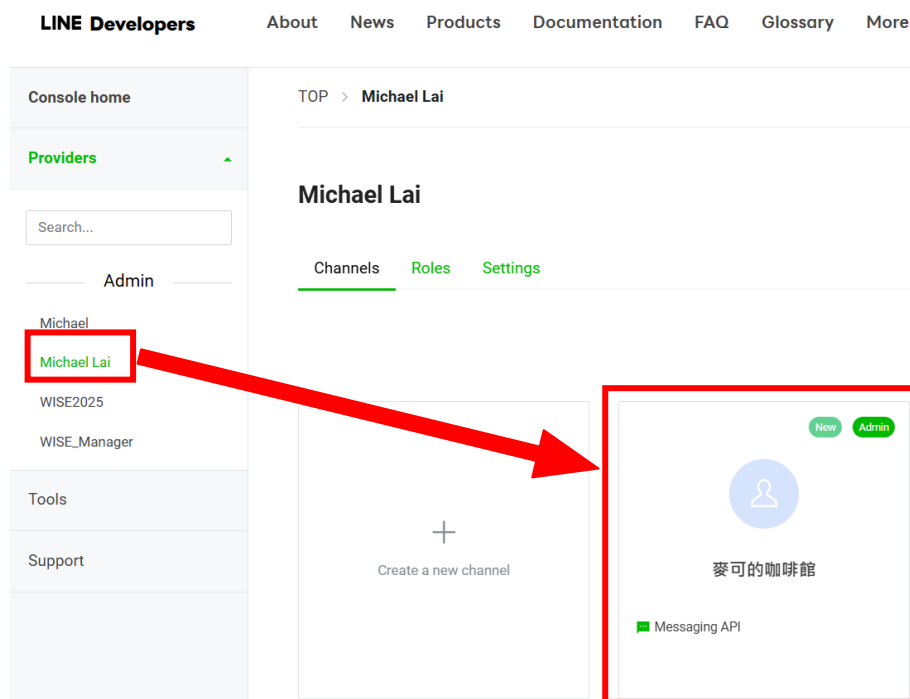 LINE Developers
About News Products Documentation FAQ Glossary More
Console home
Providers
Search...
Admin
Michael
Michael Lai
WISE2025
WISE_Manager
Tools
Support
TOP > Michael Lai
Michael Lai
Channels Roles Settings
Create a new channel
New Admin
麥可的咖啡館
Messaging API